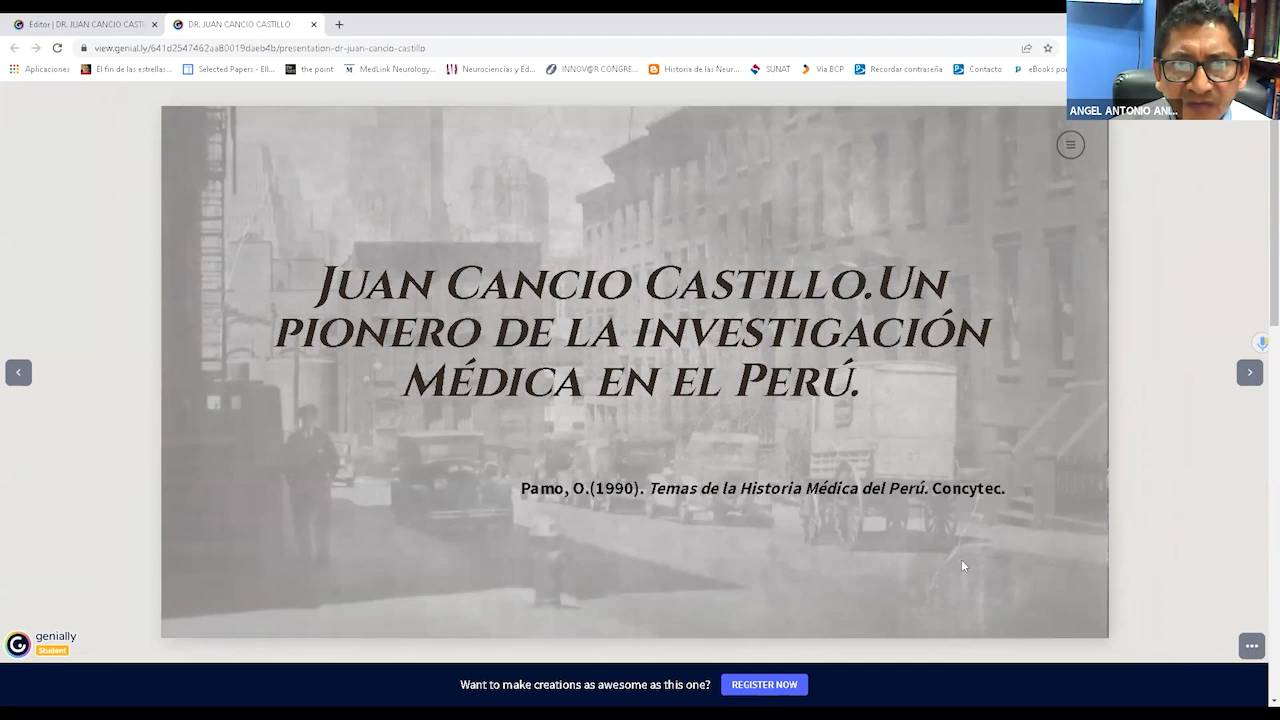 Editor | DR. JUAN CANCIO CASTI
DR. JUAN CANCIO CASTILLO
view.genial.ly/641d2547462aa80019daeb4b/presentation-dr-juan-cancio-castillo
Aplicaciones
El fin de las estrellas...
Selected Papers - Ell...
the point
MedLink Neurology...
Neurociencias y Ed...
INNOV@R CONGRE...
Historia de las Neur...
SUNAT
Via BCP
Recordar contraseña
Contacto
eBooks po
ANGEL ANTONIO ANI...
JUAN CANCIO CASTILLO.UN
PIONERO DE LA INVESTIGACIÓN
MÉDICA EN EL PERÚ.
Pamo, O.(1990). Temas de la Historia Médica del Perú. Concytec.
genially
Student
Want to make creations as awesome as this one?
REGISTER NOW